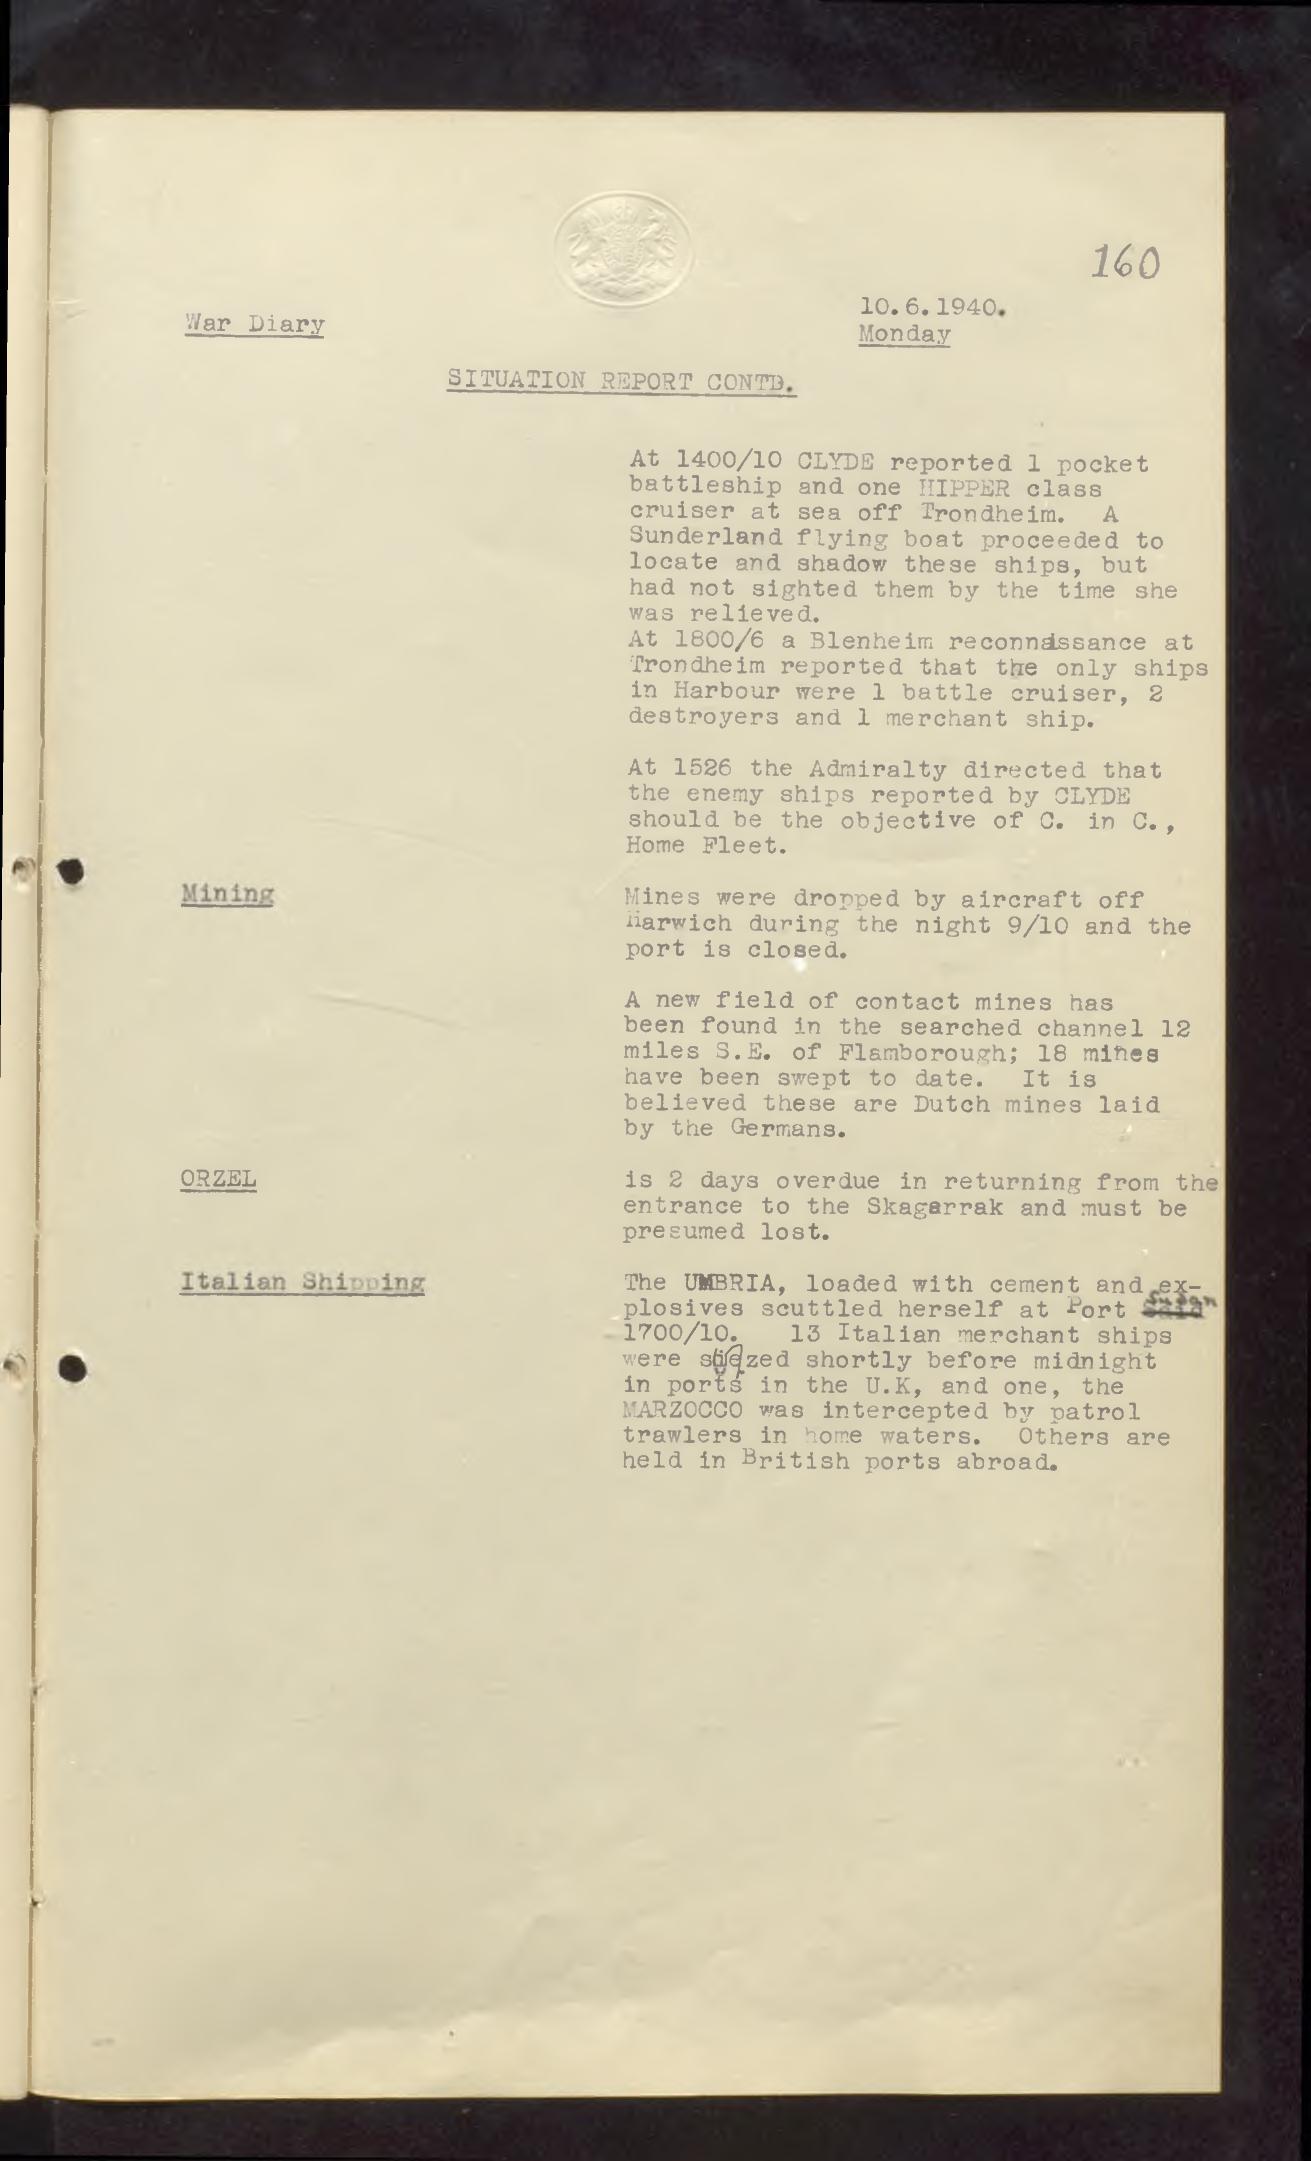 160
10.6.1940.
War Diary
Monday
SITUATION REPORT CONTD.
At 1400/10 CLYDE reported 1 pocket
battleship and one HIPPER class
cruiser at sea off Trondheim. A
Sunderland flying boat proceeded to
locate and shadow these ships, but
had not sighted them by the time she
was relieved.
At 1800/6 a Blenheim reconnaissance at
Trondheim reported that the only ships
in Harbour were 1 battle cruiser, 2
destroyers and 1 merchant ship.
At 1526 the Admiralty directed that
the enemy ships reported by CLYDE
should be the objective of C. in C.,
Home Fleet.
Mining
Mines were dropped by aircraft off
Harwich during the night 9/10 and the
port is closed.
A new field of contact mines has
been found in the searched channel 12
miles S.E. of Flamborough; 18 mines
have been swept to date. It is
believed these are Dutch mines laid
by the Germans.
ORZEL
is 2 days overdue in returning from the
entrance to the Skagarrak and must be
presumed lost.
Italian Shipping
The UMBRIA, loaded with cement and ex-
plosives scuttled herself at Port Said Sudan
1700/10. 13 Italian merchant ships
were siezed shortly before midnight
in ports in the U.K, and one, the
MARZOCCO was intercepted by patrol
trawlers in home waters. Others are
held in British ports abroad.